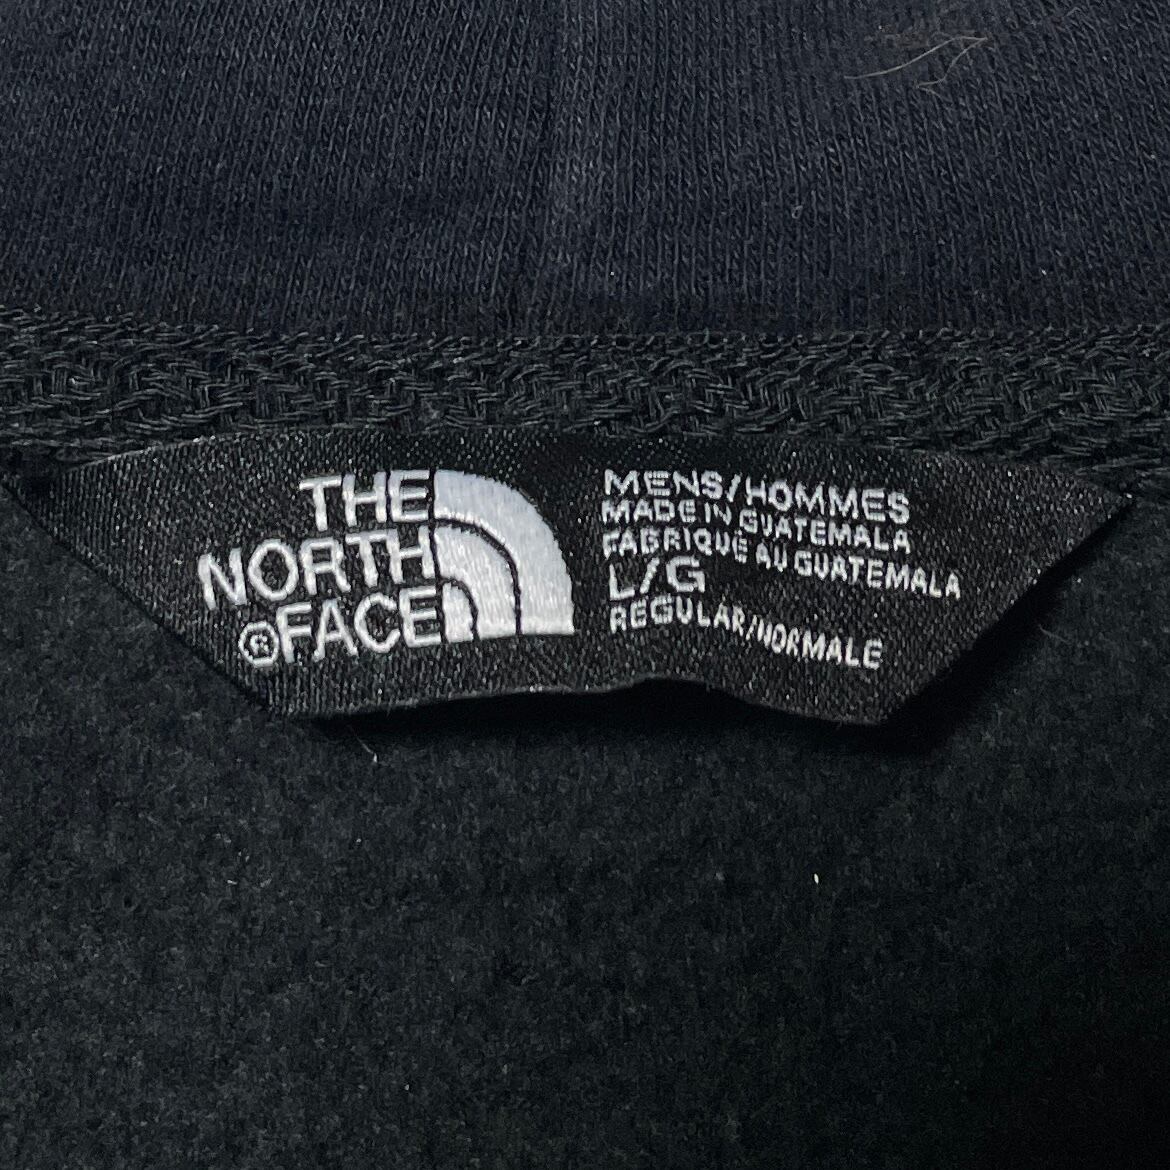 THE
NORTH
®FACE
MENS/HOMMES
MADE IN GUATEMALA
FABRIQUÉ AU GUATEMALA
L/G
REGULAR/NORMALE